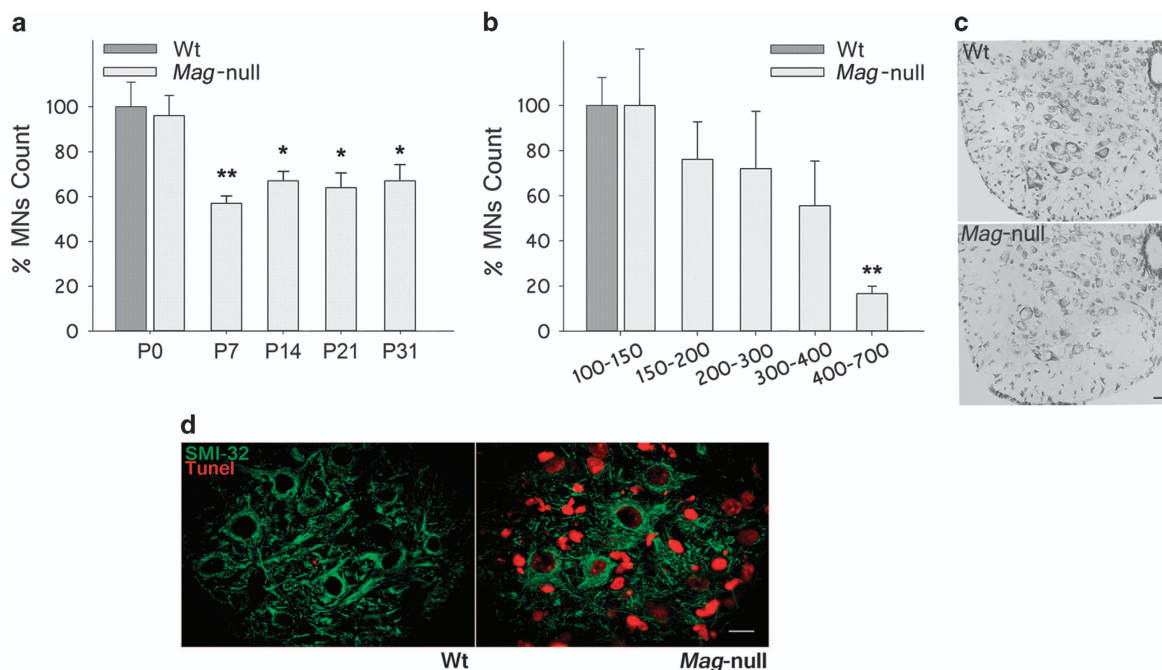 a
Wt
Mag-null
% MNs Count
100
80
60
40
20
0
**
*
*
*
P0 P7 P14 P21 P31
b
Wt
Mag-null
% MNs Count
100
80
60
40
20
0
**
100-150 150-200 200-300 300-400 400-700
c
Wt
Mag-null
d
SMI-32
Tunel
Wt
Mag-null